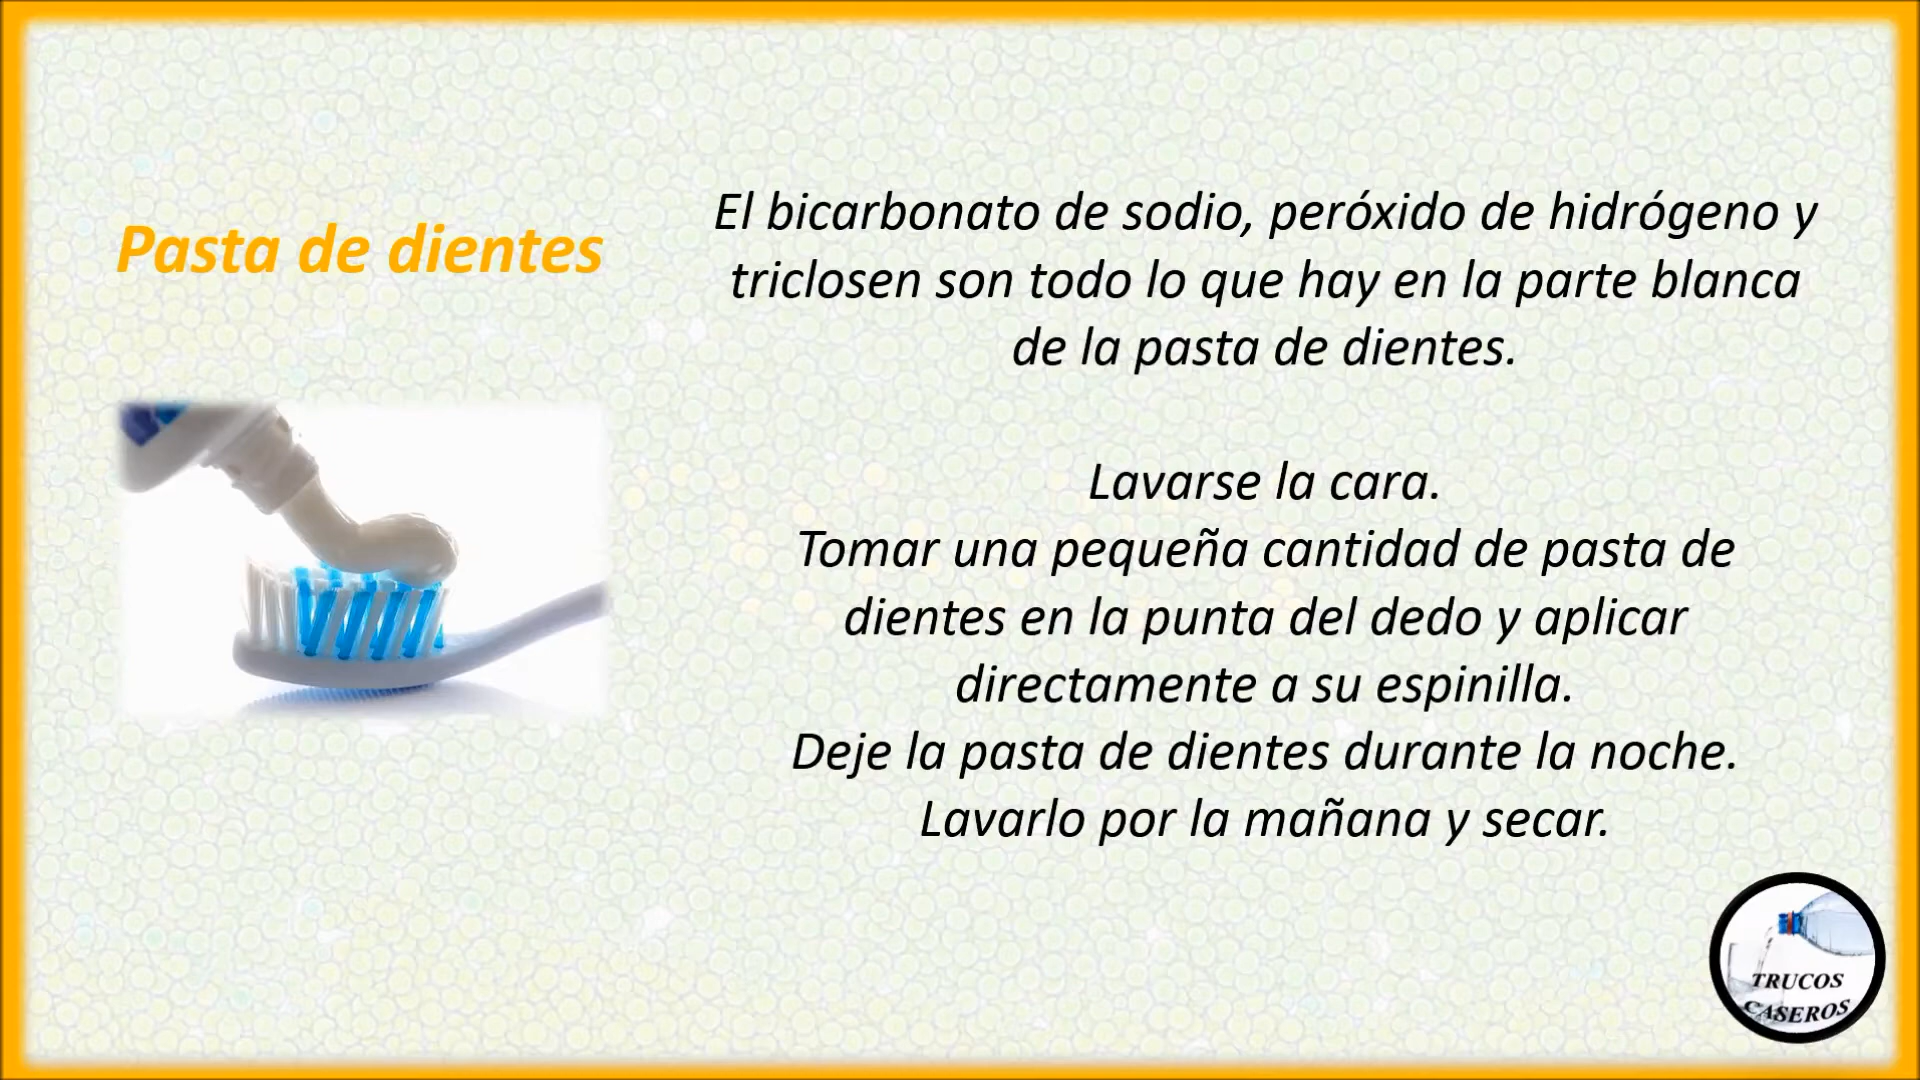 Pasta de dientes
El bicarbonato de sodio, peróxido de hidrógeno y
triclosen son todo lo que hay en la parte blanca
de la pasta de dientes.
Lavarse la cara.
Tomar una pequeña cantidad de pasta de
dientes en la punta del dedo y aplicar
directamente a su espinilla.
Deje la pasta de dientes durante la noche.
Lavarlo por la mañana y secar.
TRUCOS
CASEROS